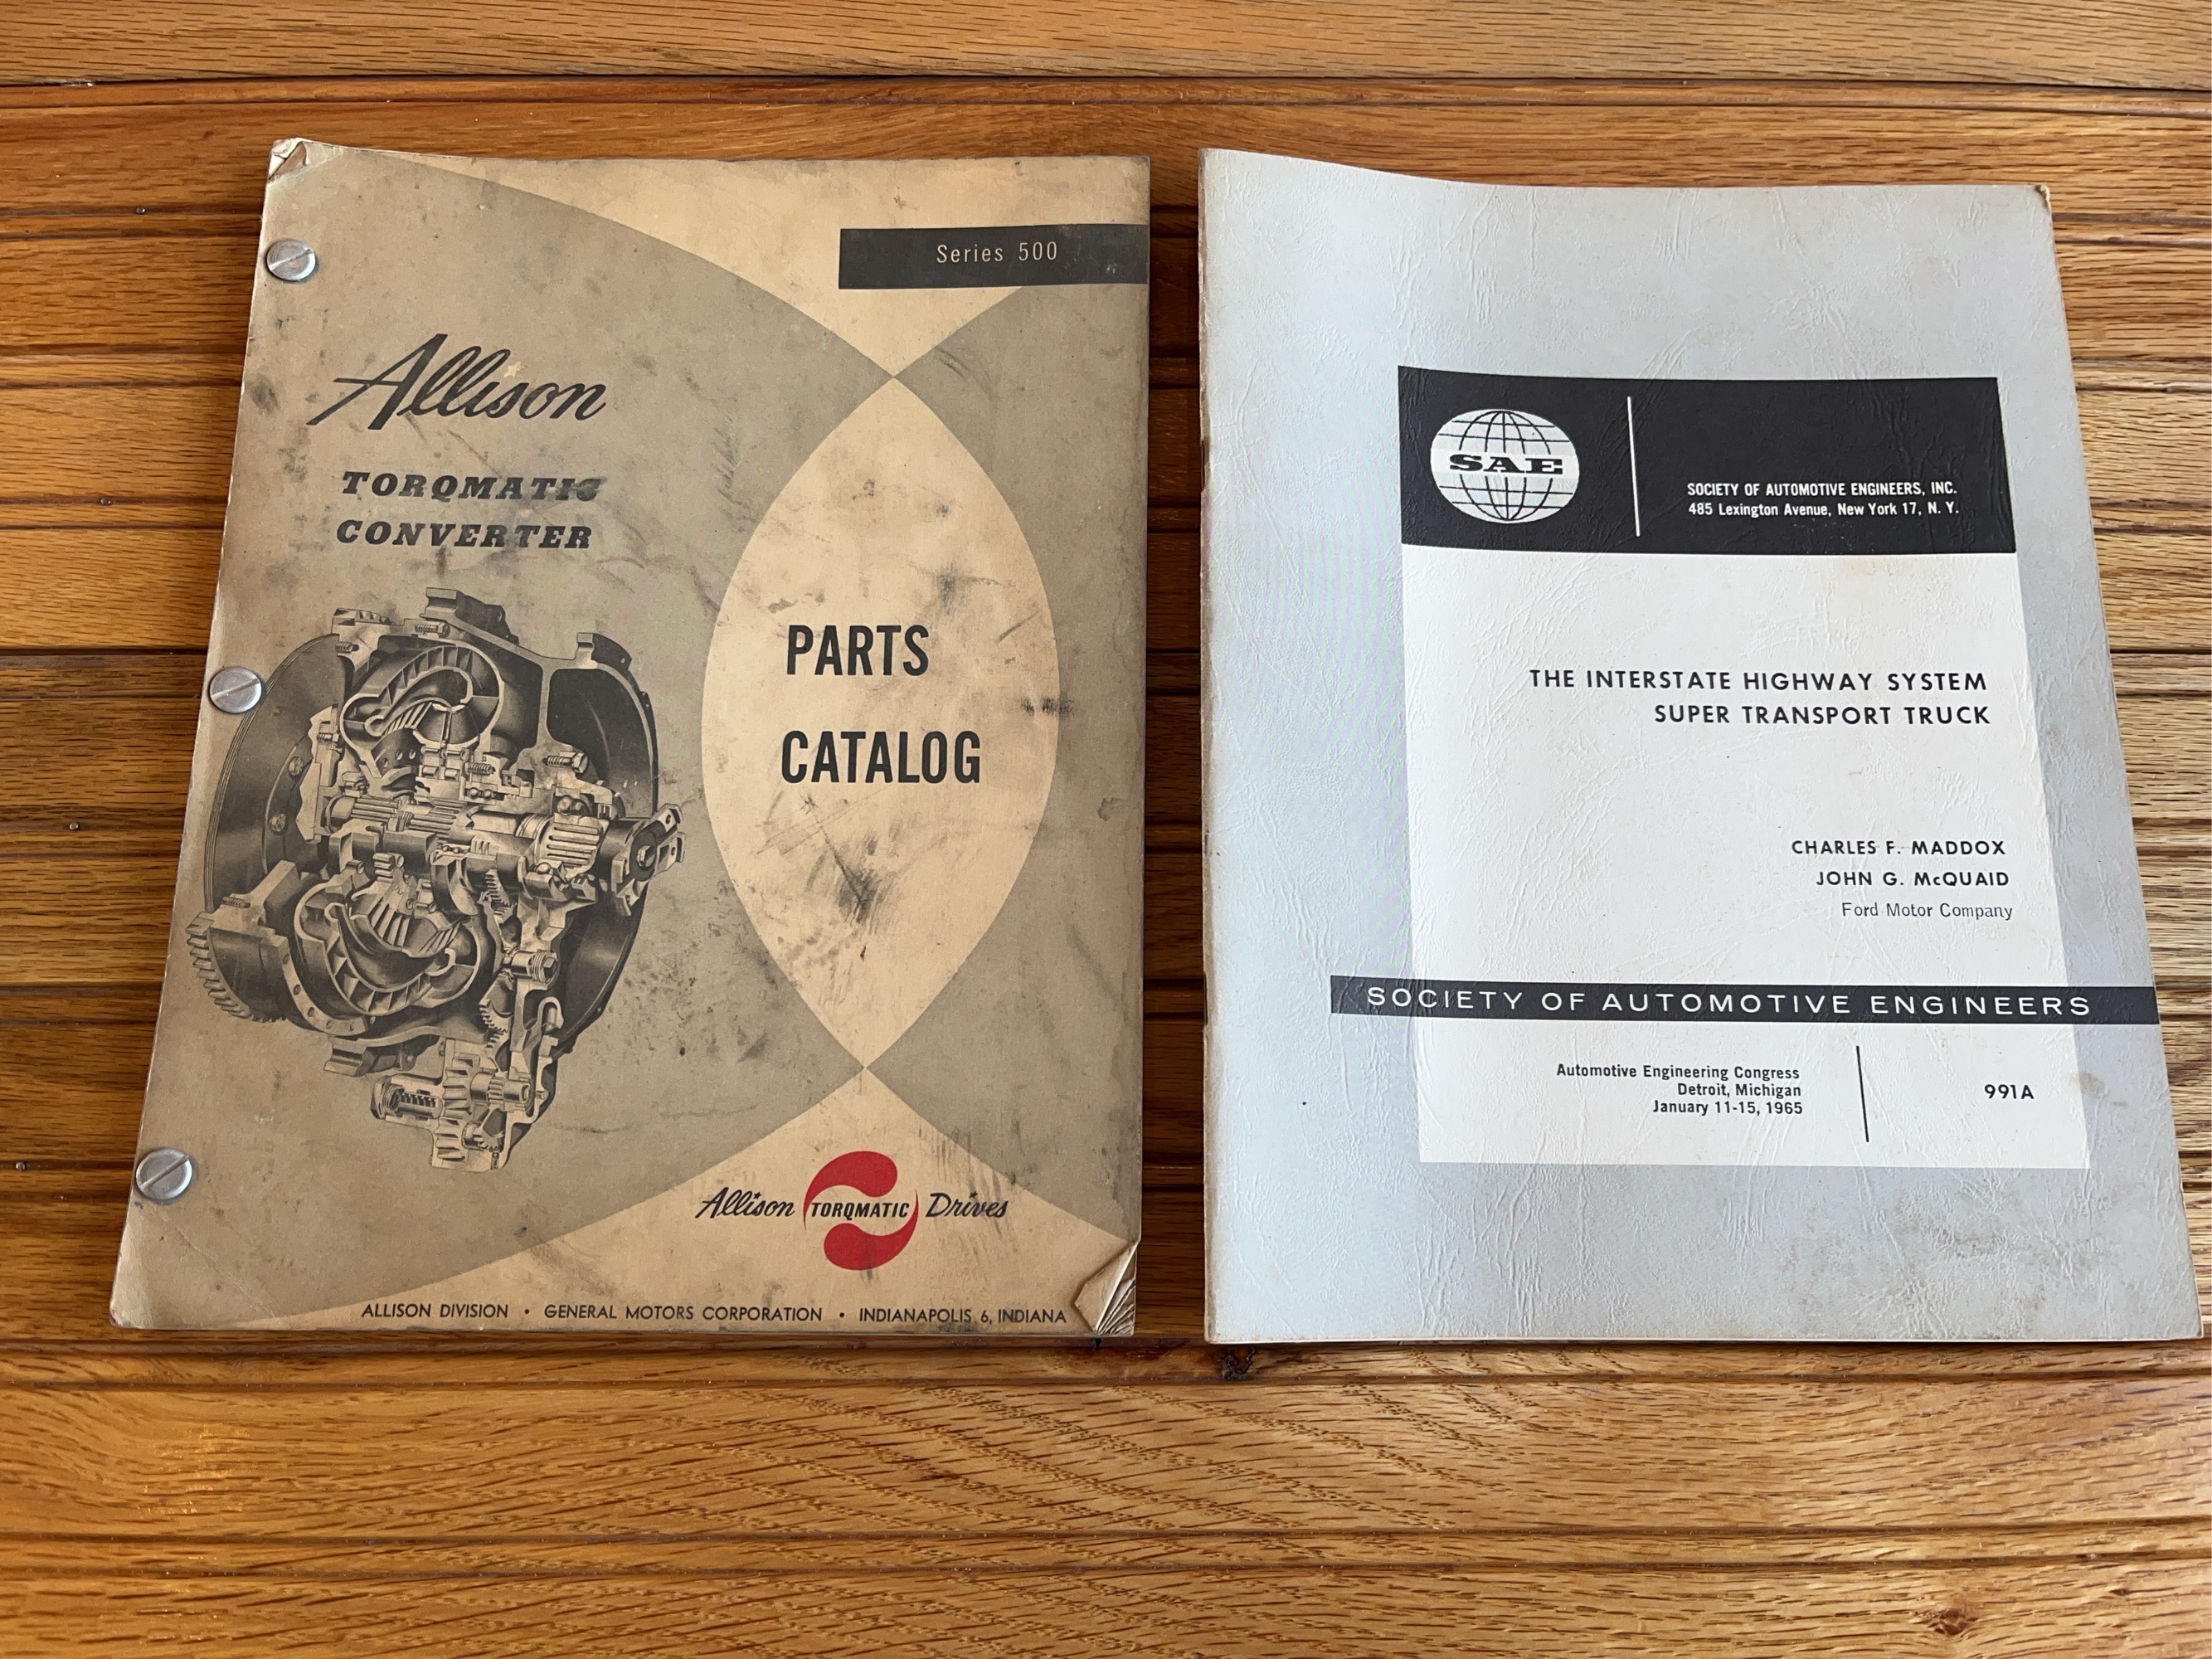 Series 500
Allison
TORQMATIC
CONVERTER
PARTS
CATALOG
Allison TORQMATIC Drives
ALLISON DIVISION • GENERAL MOTORS CORPORATION • INDIANAPOLIS 6, INDIANA
SAE
SOCIETY OF AUTOMOTIVE ENGINEERS, INC.
485 Lexington Avenue, New York 17, N. Y.
THE INTERSTATE HIGHWAY SYSTEM
SUPER TRANSPORT TRUCK
CHARLES F. MADDOX
JOHN G. McQUAID
Ford Motor Company
SOCIETY OF AUTOMOTIVE ENGINEERS
Automotive Engineering Congress
Detroit, Michigan
January 11-15, 1965
991A